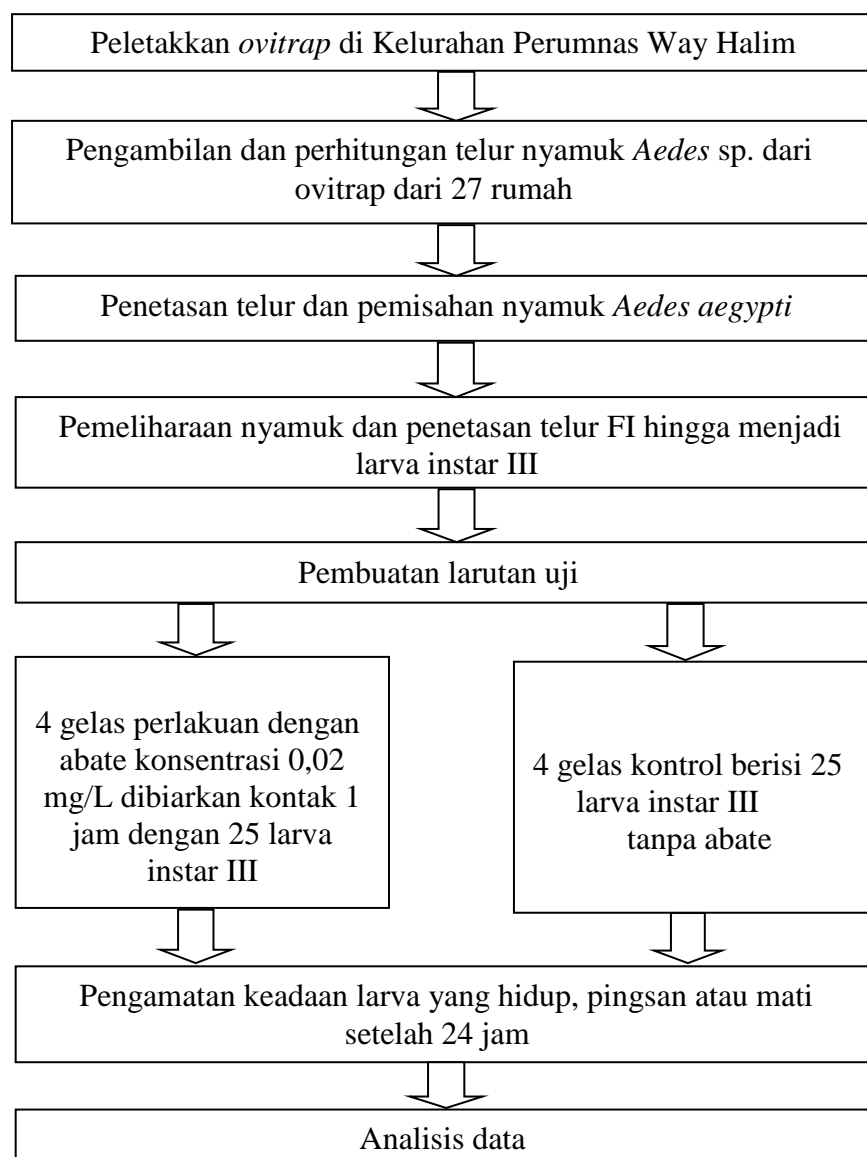 Peletakkan ovitrap di Kelurahan Perumnas Way Halim
Pengambilan dan perhitungan telur nyamuk Aedes sp. dari
ovitrap dari 27 rumah
Penetasan telur dan pemisahan nyamuk Aedes aegypti
Pemeliharaan nyamuk dan penetasan telur FI hingga menjadi
larva instar III
Pembuatan larutan uji
4 gelas perlakuan dengan
abate konsentrasi 0,02
mg/L dibiarkan kontak 1
jam dengan 25 larva
instar III
4 gelas kontrol berisi 25
larva instar III
tanpa abate
Pengamatan keadaan larva yang hidup, pingsan atau mati
setelah 24 jam
Analisis data